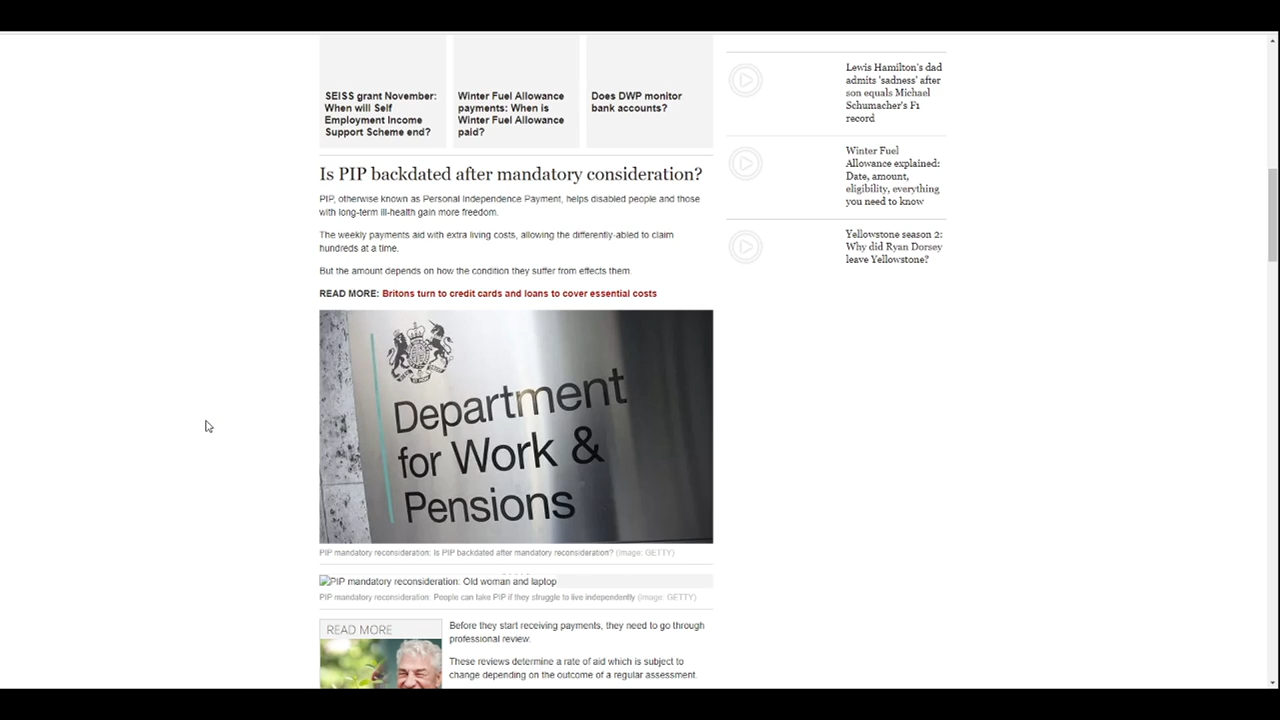 SEISS grant November:
When will Self
Employment Income
Support Scheme end?
Winter Fuel Allowance
payments: When is
Winter Fuel Allowance
paid?
Does DWP monitor
bank accounts?
Is PIP backdated after mandatory consideration?
PIP, otherwise known as Personal Independence Payment, helps disabled people and those
with long-term ill-health gain more freedom.
The weekly payments aid with extra living costs, allowing the differently-abled to claim
hundreds at a time.
But the amount depends on how the condition they suffer from effects them.
READ MORE: Britons turn to credit cards and loans to cover essential costs
Department
for Work &
Pensions
PIP mandatory reconsideration: Is PIP backdated after mandatory reconsideration? (Image: GETTY)
PIP mandatory reconsideration: Old woman and laptop
PIP mandatory reconsideration: People can take PIP if they struggle to live independently (Image: GETTY)
READ MORE
Before they start receiving payments, they need to go through
professional review.
These reviews determine a rate of aid which is subject to
change depending on the outcome of a regular assessment.
Lewis Hamilton's dad
admits 'sadness' after
son equals Michael
Schumacher's F1
record
Winter Fuel
Allowance explained:
Date, amount,
eligibility, everything
you need to know
Yellowstone season 2:
Why did Ryan Dorsey
leave Yellowstone?